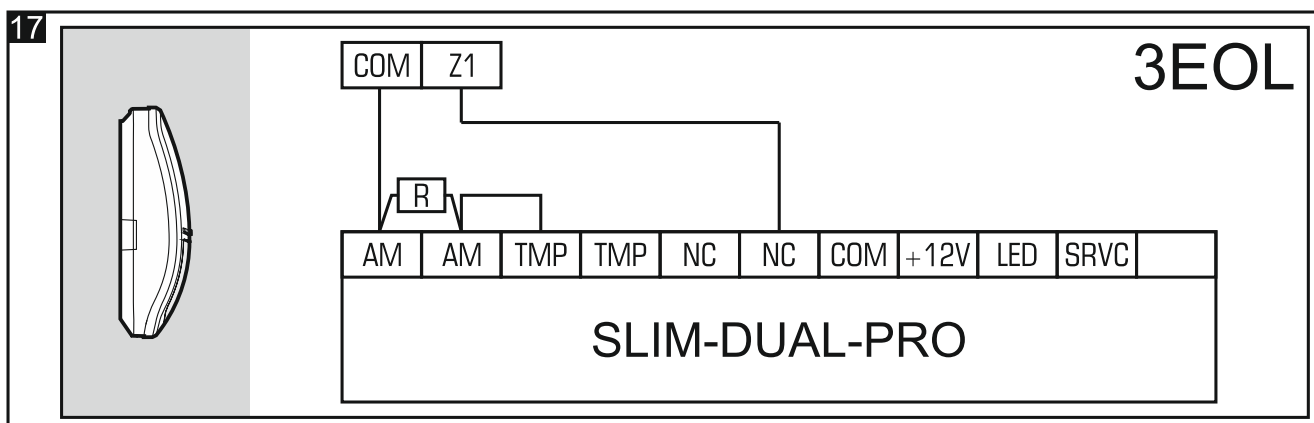 17
3EOL
COM Z1
R
AM AM TMP TMP NC NC COM +12V LED SRVC
SLIM-DUAL-PRO